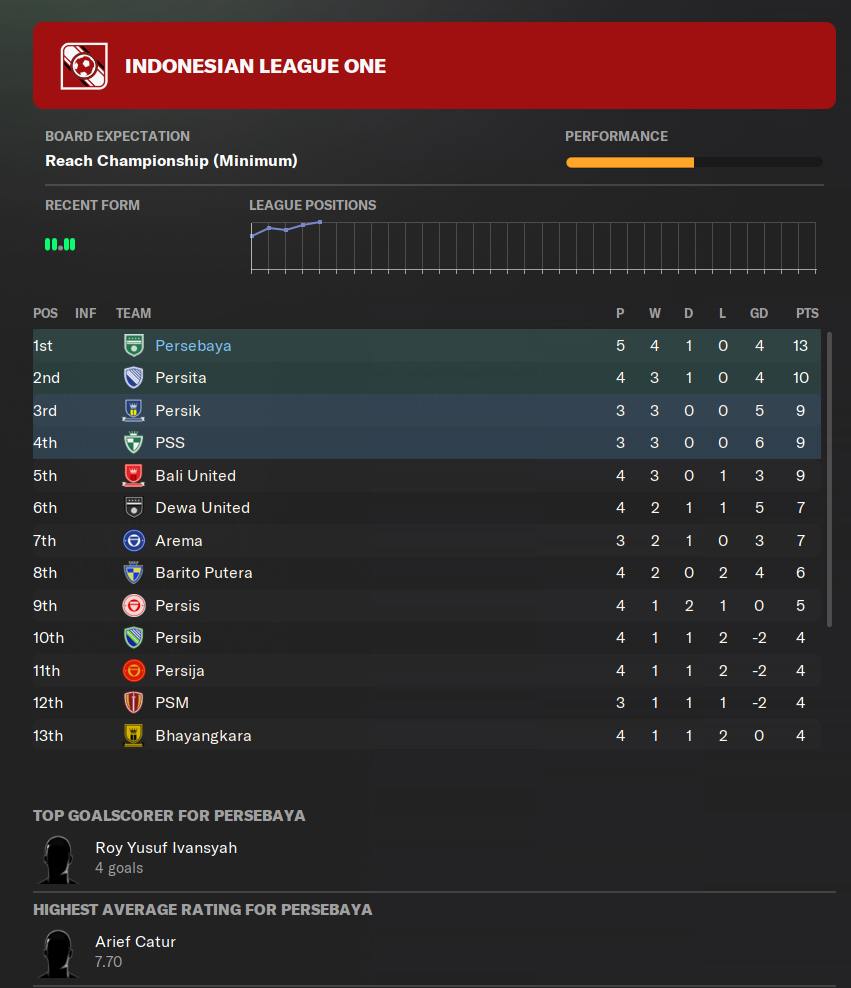 INDONESIAN LEAGUE ONE
BOARD EXPECTATION PERFORMANCE
Reach Championship (Minimum)
RECENT FORM LEAGUE POSITIONS
POS INF TEAM P W D L GD PTS
1st Persebaya 5 4 1 0 4 13
2nd Persita 4 3 1 0 4 10
3rd Persik 3 3 0 0 5 9
4th PSS 3 3 0 0 6 9
5th Bali United 4 3 0 1 3 9
6th Dewa United 4 2 1 1 5 7
7th Arema 3 2 1 0 3 7
8th Barito Putera 4 2 0 2 4 6
9th Persis 4 1 2 1 0 5
10th Persib 4 1 1 2 -2 4
11th Persija 4 1 1 2 -2 4
12th PSM 3 1 1 1 -2 4
13th Bhayangkara 4 1 1 2 0 4
TOP GOALSCORER FOR PERSEBAYA
Roy Yusuf Ivansyah
4 goals
HIGHEST AVERAGE RATING FOR PERSEBAYA
Arief Catur
7.70